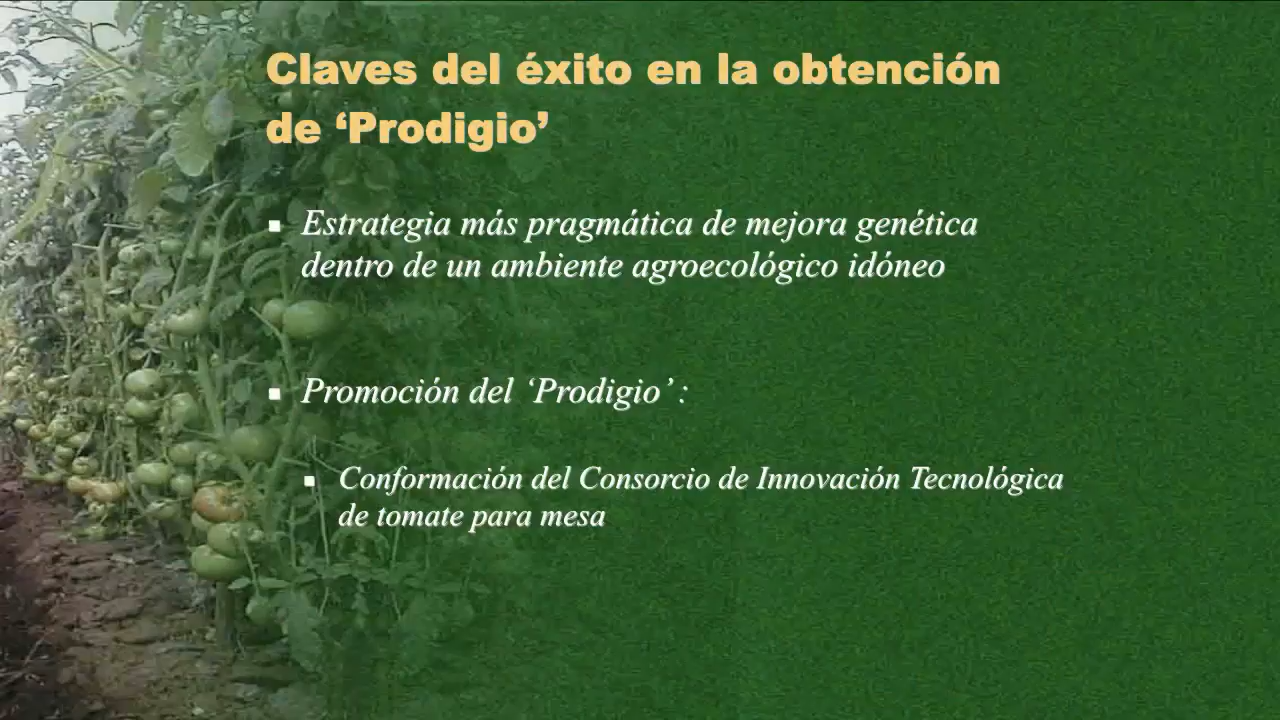 Claves del éxito en la obtención
de ‘Prodigio’
▪ Estrategia más pragmática de mejora genética
dentro de un ambiente agroecológico idóneo
▪ Promoción del ‘Prodigio’ :
▪ Conformación del Consorcio de Innovación Tecnológica
de tomate para mesa